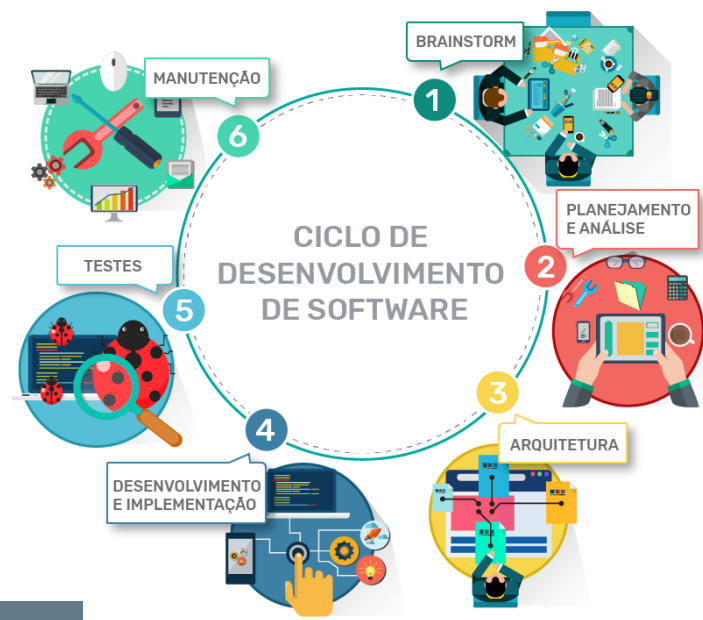 CICLO DE
DESENVOLVIMENTO
DE SOFTWARE
1
BRAINSTORM
2
PLANEJAMENTO
E ANÁLISE
3
ARQUITETURA
4
DESENVOLVIMENTO
E IMPLEMENTAÇÃO
5
TESTES
6
MANUTENÇÃO